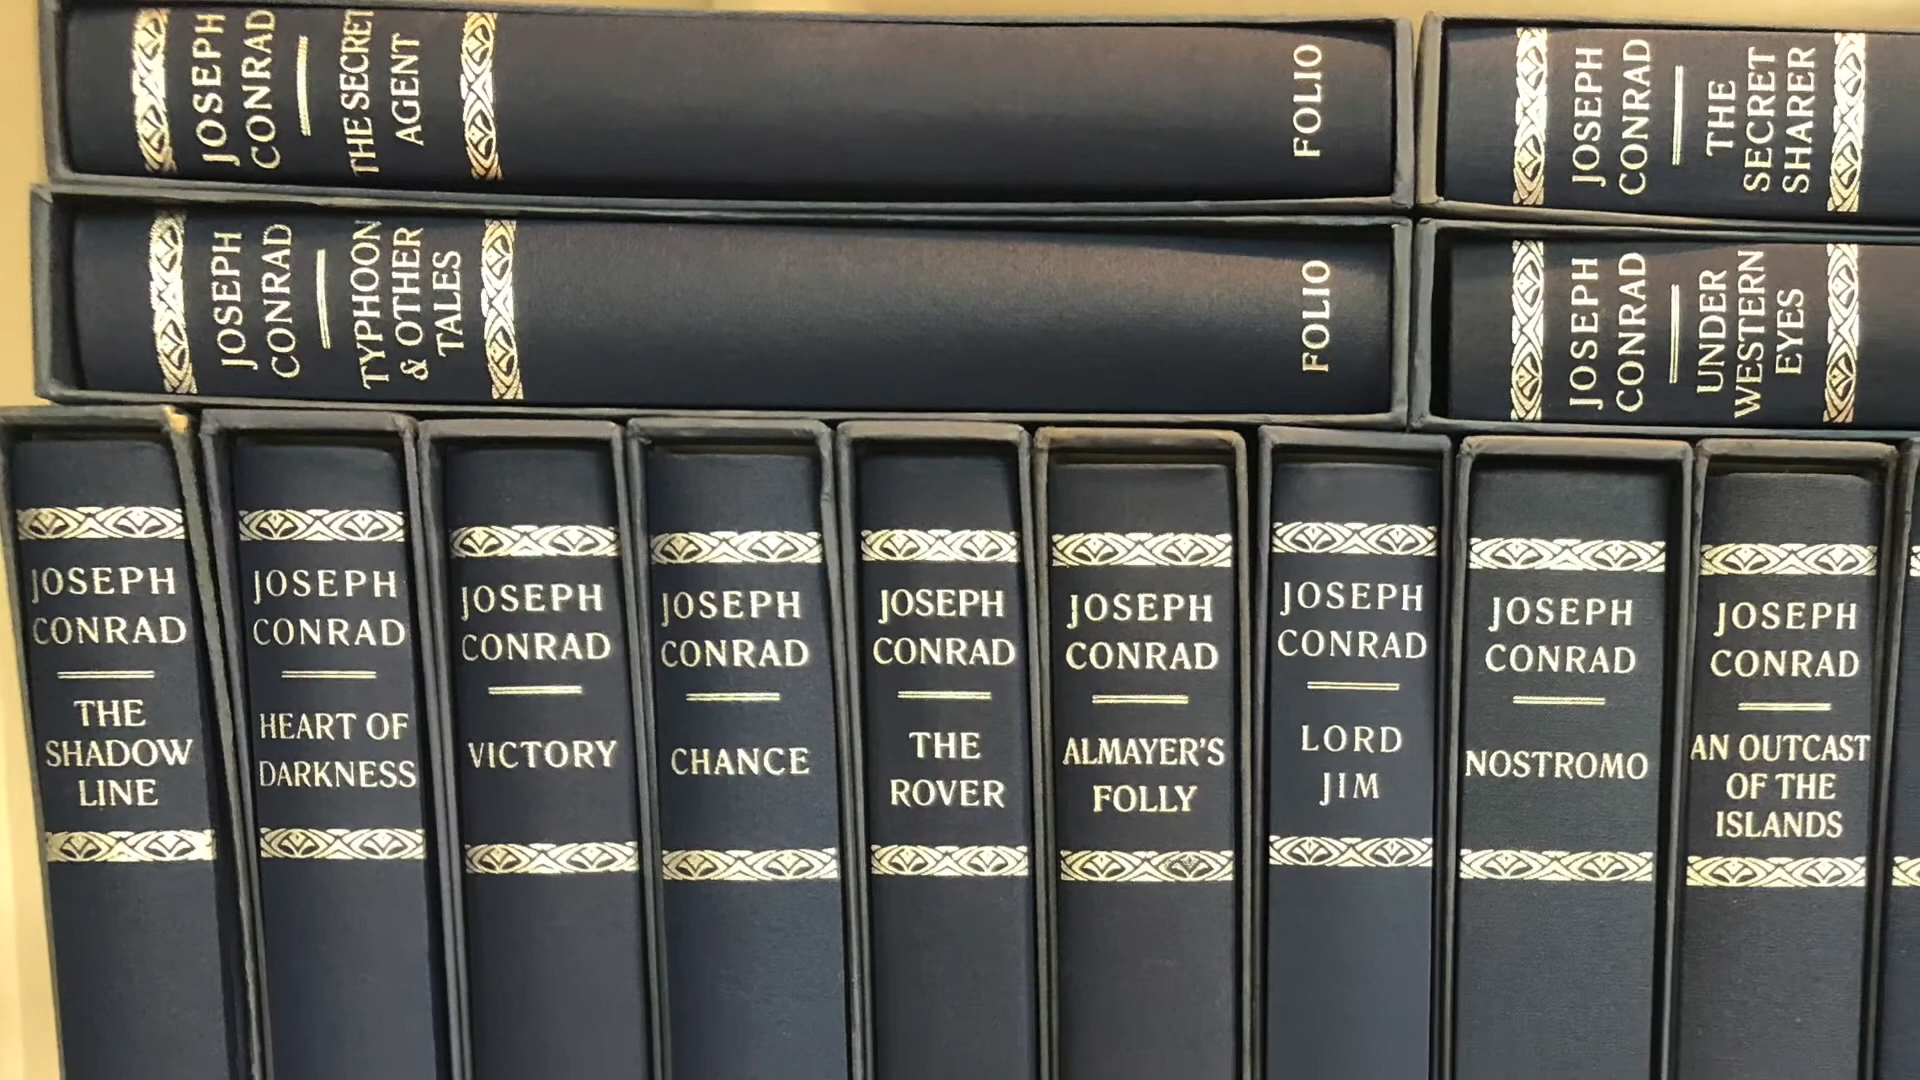 JOSEPH
CONRAD
THE SECRET
AGENT
FOLIO
JOSEPH
CONRAD
THE
SECRET
SHARER
JOSEPH
CONRAD
TYPHOON
& OTHER
TALES
FOLIO
JOSEPH
CONRAD
UNDER
WESTERN
EYES
JOSEPH
CONRAD
THE
SHADOW
LINE
JOSEPH
CONRAD
HEART OF
DARKNESS
JOSEPH
CONRAD
VICTORY
JOSEPH
CONRAD
CHANCE
JOSEPH
CONRAD
THE
ROVER
JOSEPH
CONRAD
ALMAYER'S
FOLLY
JOSEPH
CONRAD
LORD
JIM
JOSEPH
CONRAD
NOSTROMO
JOSEPH
CONRAD
AN OUTCAST
OF THE
ISLANDS